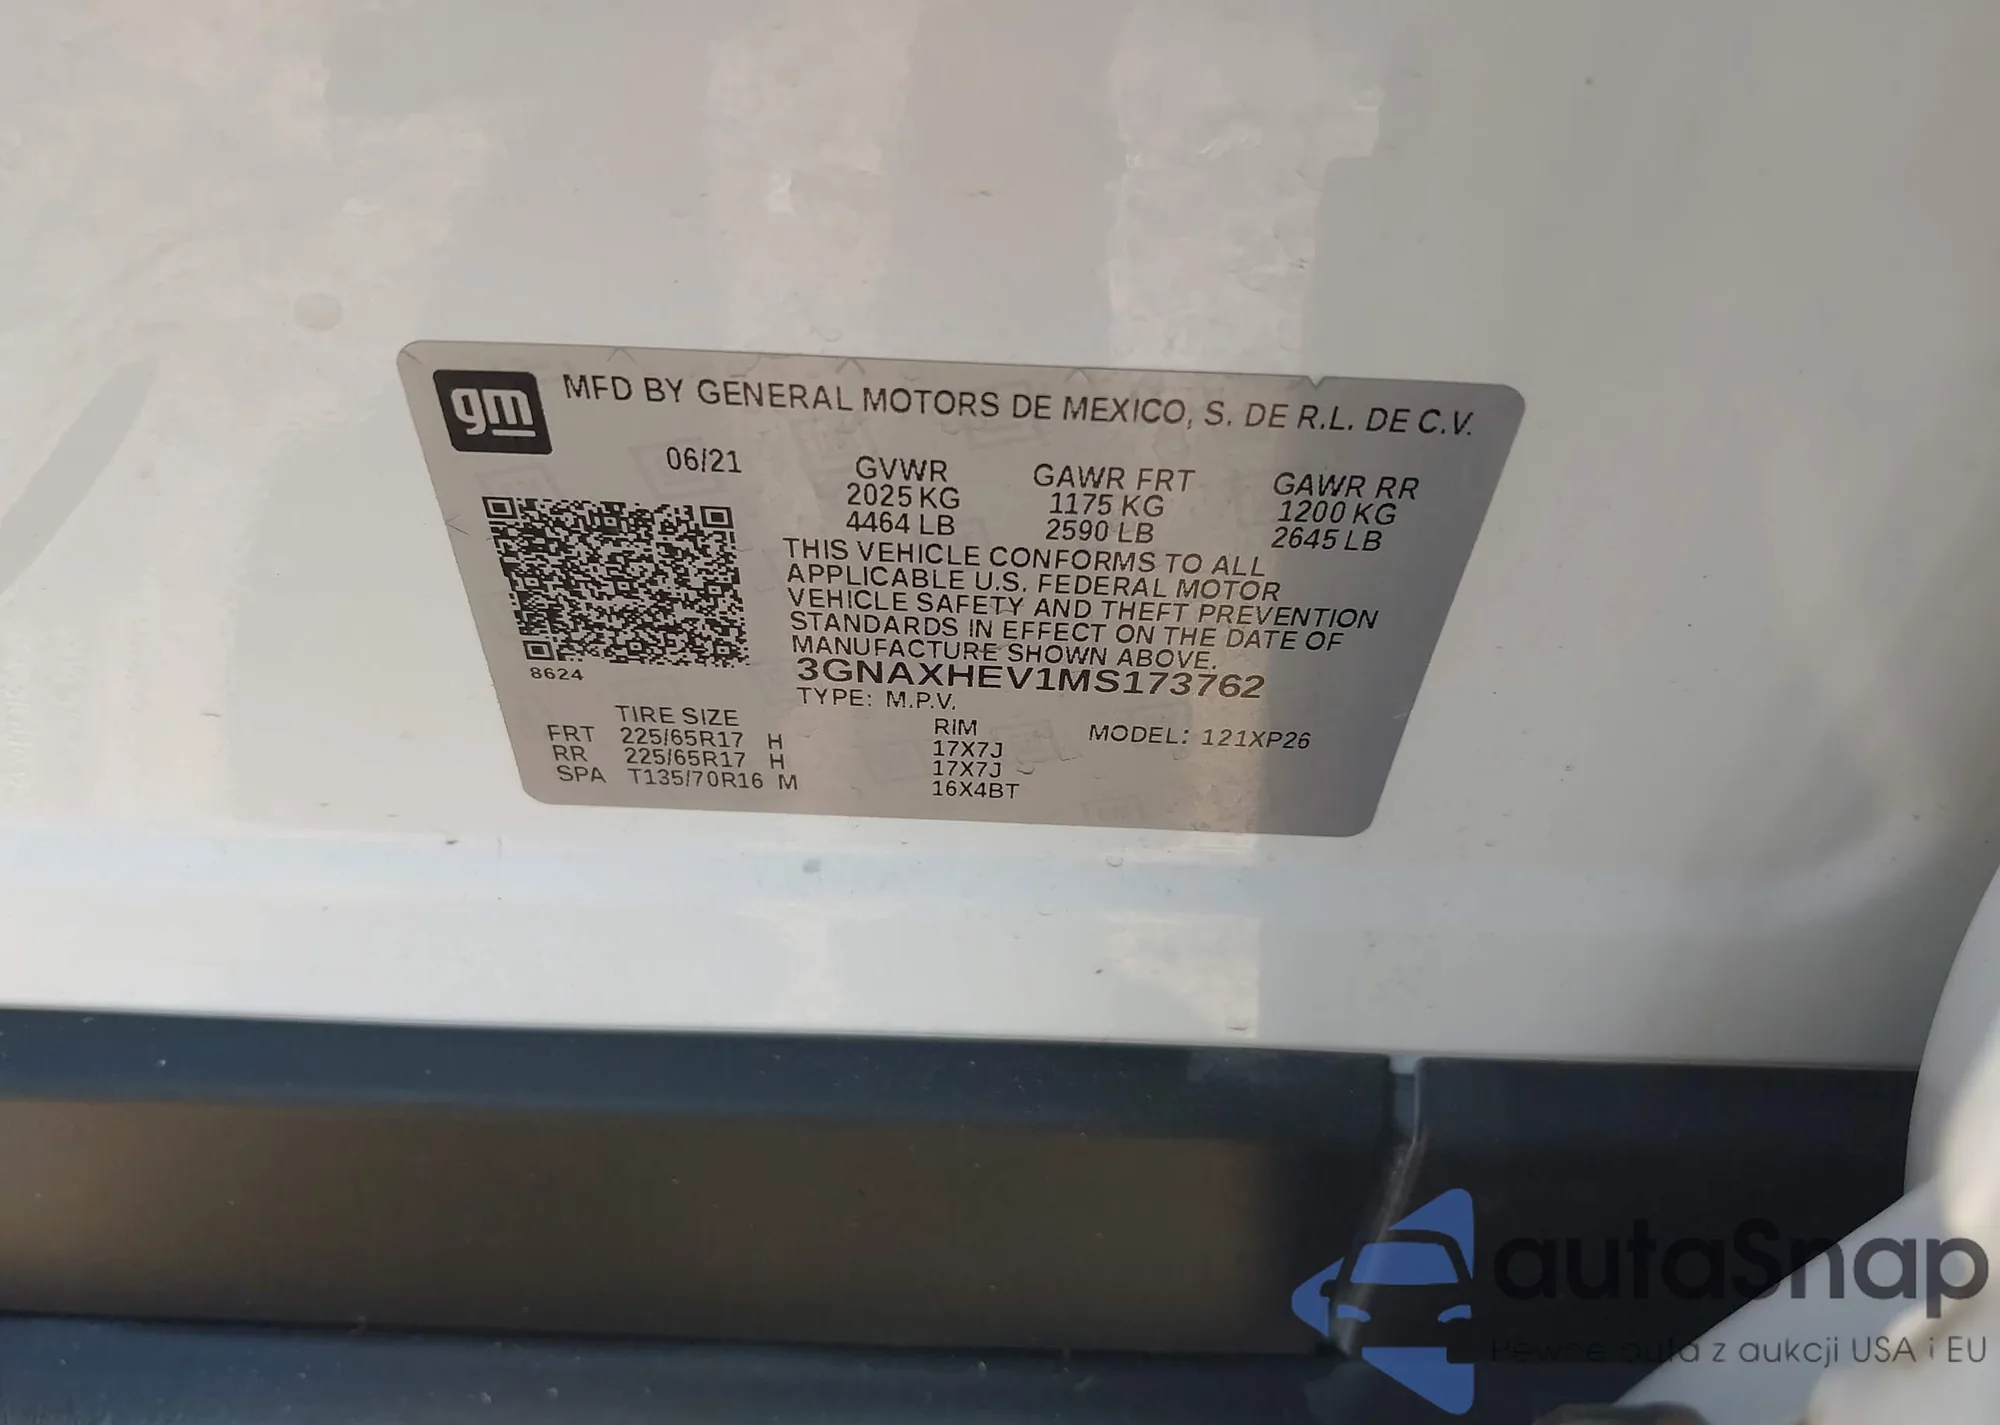 gm
MFD BY GENERAL MOTORS DE MEXICO, S. DE R.L. DE C.V.
06/21
GVWR GAWR FRT GAWR RR
2025 KG 1175 KG 1200 KG
4464 LB 2590 LB 2645 LB
THIS VEHICLE CONFORMS TO ALL
APPLICABLE U.S. FEDERAL MOTOR
VEHICLE SAFETY AND THEFT PREVENTION
STANDARDS IN EFFECT ON THE DATE OF
MANUFACTURE SHOWN ABOVE.
8624
3GNAXHEV1MS173762
TYPE: M.P.V.
TIRE SIZE RIM MODEL: 121XP26
FRT 225/65R17 H 17X7J
RR 225/65R17 H 17X7J
SPA T135/70R16 M 16X4BT
autaSnap
Pewne auta z aukcji USA i EU